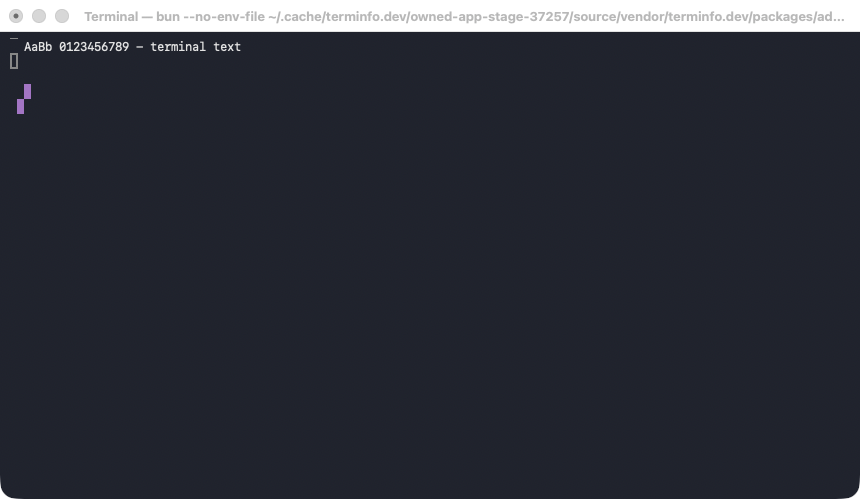 Terminal — bun --no-env-file ~/.cache/terminfo.dev/owned-app-stage-37257/source/vendor/terminfo.dev/packages/ad...
AaBb 0123456789 — terminal text